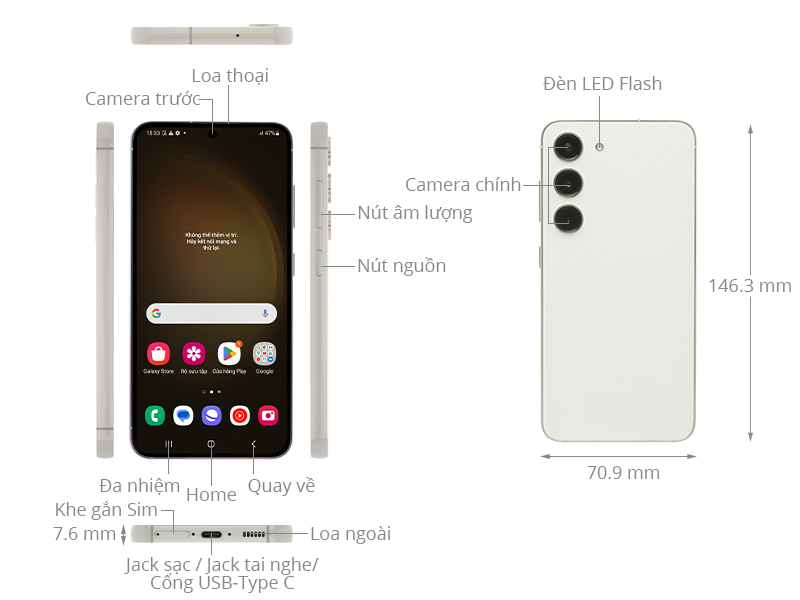 Loa thoại
Camera trước
15:33
47%
Không thể thêm vị trí.
Hãy kết nối mạng và
thử lại.
G
Galaxy Store
Bộ sưu tập
Cửa hàng Play
Google
Nút âm lượng
Nút nguồn
Đa nhiệm
Home
Quay về
Khe gắn Sim
7.6 mm
Loa ngoài
Jack sạc / Jack tai nghe/
Cổng USB-Type C
Đèn LED Flash
Camera chính
146.3 mm
70.9 mm